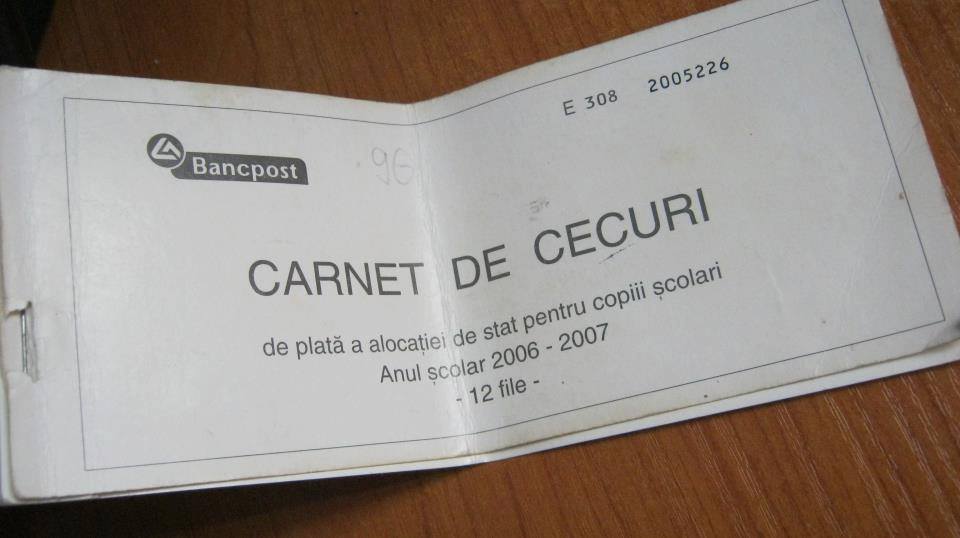 E 308 2005226
Bancpost
96
CARNET DE CECURI
de plată a alocației de stat pentru copiii școlari
Anul școlar 2006 - 2007
- 12 file -